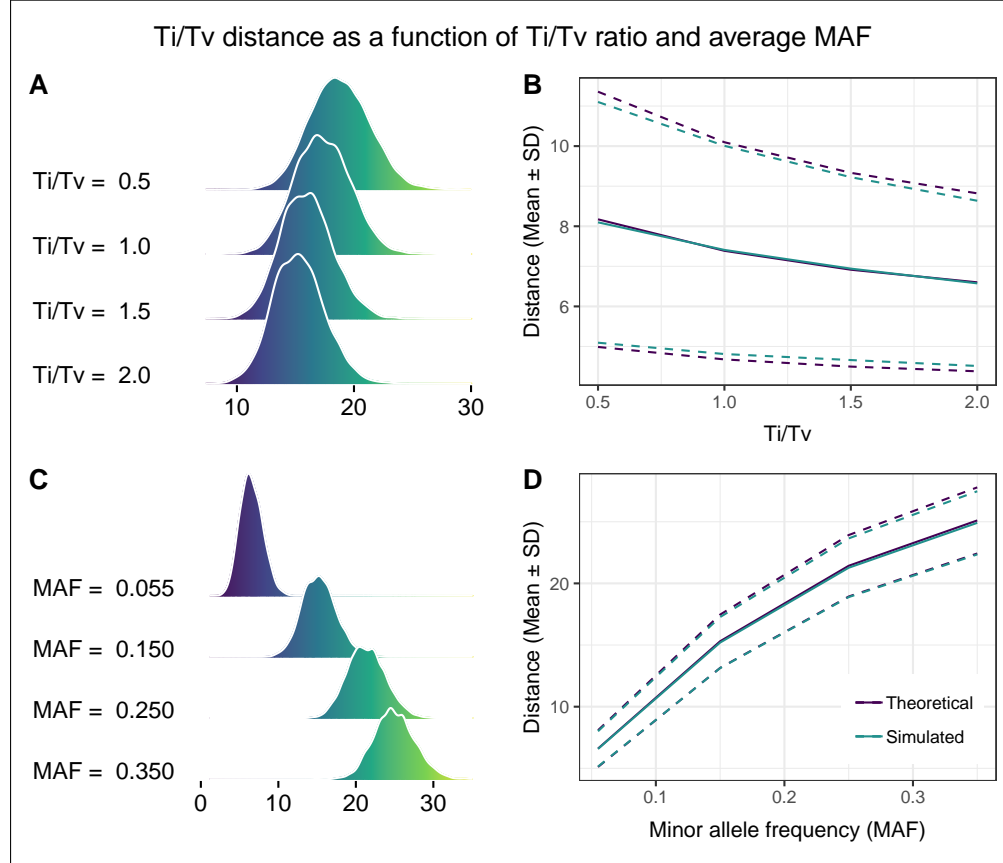 Ti/Tv distance as a function of Ti/Tv ratio and average MAF
A
Ti/Tv = 0.5
Ti/Tv = 1.0
Ti/Tv = 1.5
Ti/Tv = 2.0
10 20 30
B
Distance (Mean ± SD)
10
8
6
0.5 1.0 1.5 2.0
Ti/Tv
C
MAF = 0.055
MAF = 0.150
MAF = 0.250
MAF = 0.350
0 10 20 30
D
Distance (Mean ± SD)
20
10
Theoretical
Simulated
0.1 0.2 0.3
Minor allele frequency (MAF)